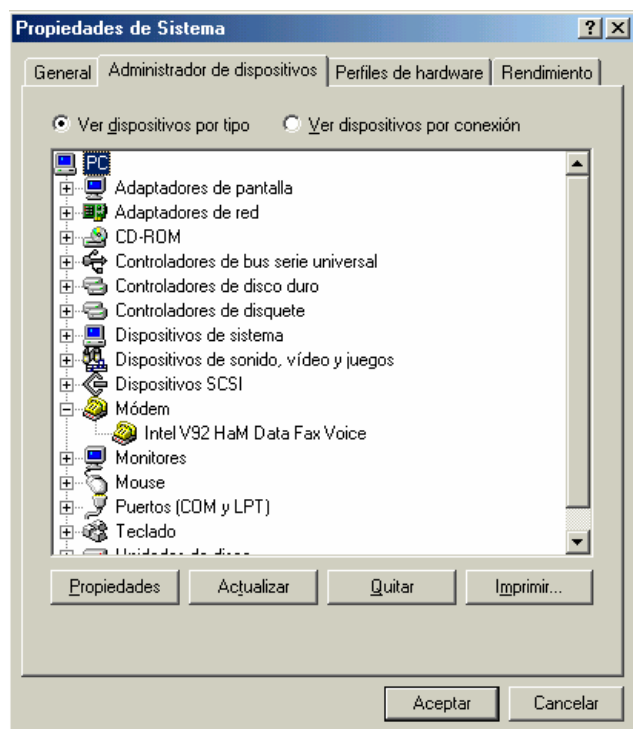 Propiedades de Sistema
General Administrador de dispositivos Perfiles de hardware Rendimiento
Ver dispositivos por tipo Ver dispositivos por conexión
PC
Adaptadores de pantalla
Adaptadores de red
CD-ROM
Controladores de bus serie universal
Controladores de disco duro
Controladores de disquete
Dispositivos de sistema
Dispositivos de sonido, vídeo y juegos
Dispositivos SCSI
Módem
Intel V92 HaM Data Fax Voice
Monitores
Mouse
Puertos (COM y LPT)
Teclado
Propiedades Actualizar Quitar Imprimir...
Aceptar Cancelar